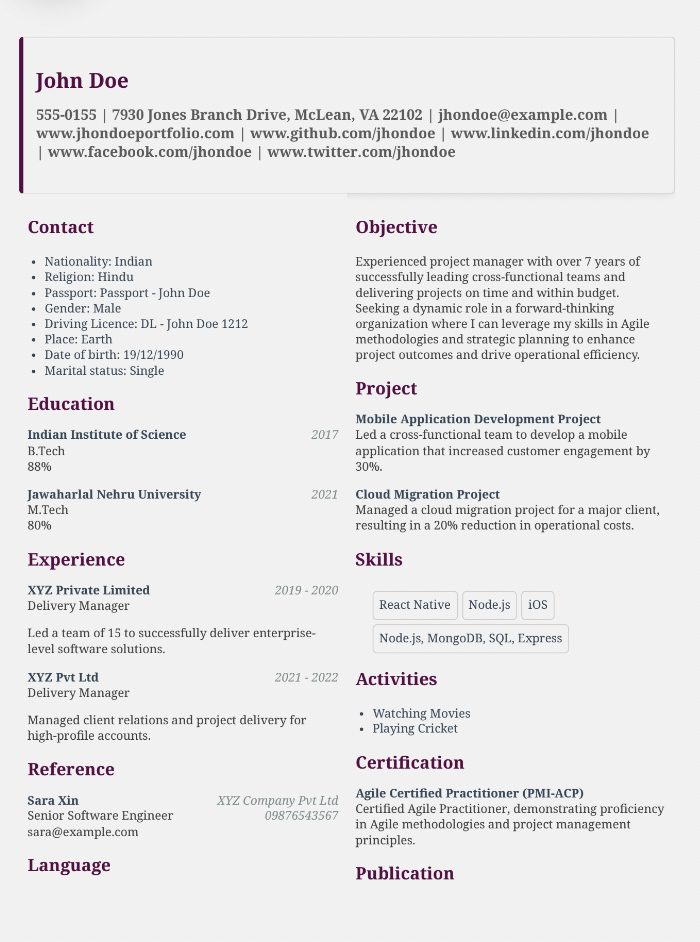 John Doe
555-0155 | 7930 Jones Branch Drive, McLean, VA 22102 | jhondoe@example.com |
www.jhondoeportfolio.com | www.github.com/jhondoe | www.linkedin.com/jhondoe
| www.facebook.com/jhondoe | www.twitter.com/jhondoe
Contact
• Nationality: Indian
• Religion: Hindu
• Passport: Passport - John Doe
• Gender: Male
• Driving Licence: DL - John Doe 1212
• Place: Earth
• Date of birth: 19/12/1990
• Marital status: Single
Education
Indian Institute of Science 2017
B.Tech
88%
Jawaharlal Nehru University 2021
M.Tech
80%
Experience
XYZ Private Limited 2019 - 2020
Delivery Manager
Led a team of 15 to successfully deliver enterprise-
level software solutions.
XYZ Pvt Ltd 2021 - 2022
Delivery Manager
Managed client relations and project delivery for
high-profile accounts.
Reference
Sara Xin XYZ Company Pvt Ltd
Senior Software Engineer 09876543567
sara@example.com
Language
Objective
Experienced project manager with over 7 years of
successfully leading cross-functional teams and
delivering projects on time and within budget.
Seeking a dynamic role in a forward-thinking
organization where I can leverage my skills in Agile
methodologies and strategic planning to enhance
project outcomes and drive operational efficiency.
Project
Mobile Application Development Project
Led a cross-functional team to develop a mobile
application that increased customer engagement by
30%.
Cloud Migration Project
Managed a cloud migration project for a major client,
resulting in a 20% reduction in operational costs.
Skills
React Native Node.js iOS
Node.js, MongoDB, SQL, Express
Activities
• Watching Movies
• Playing Cricket
Certification
Agile Certified Practitioner (PMI-ACP)
Certified Agile Practitioner, demonstrating proficiency
in Agile methodologies and project management
principles.
Publication